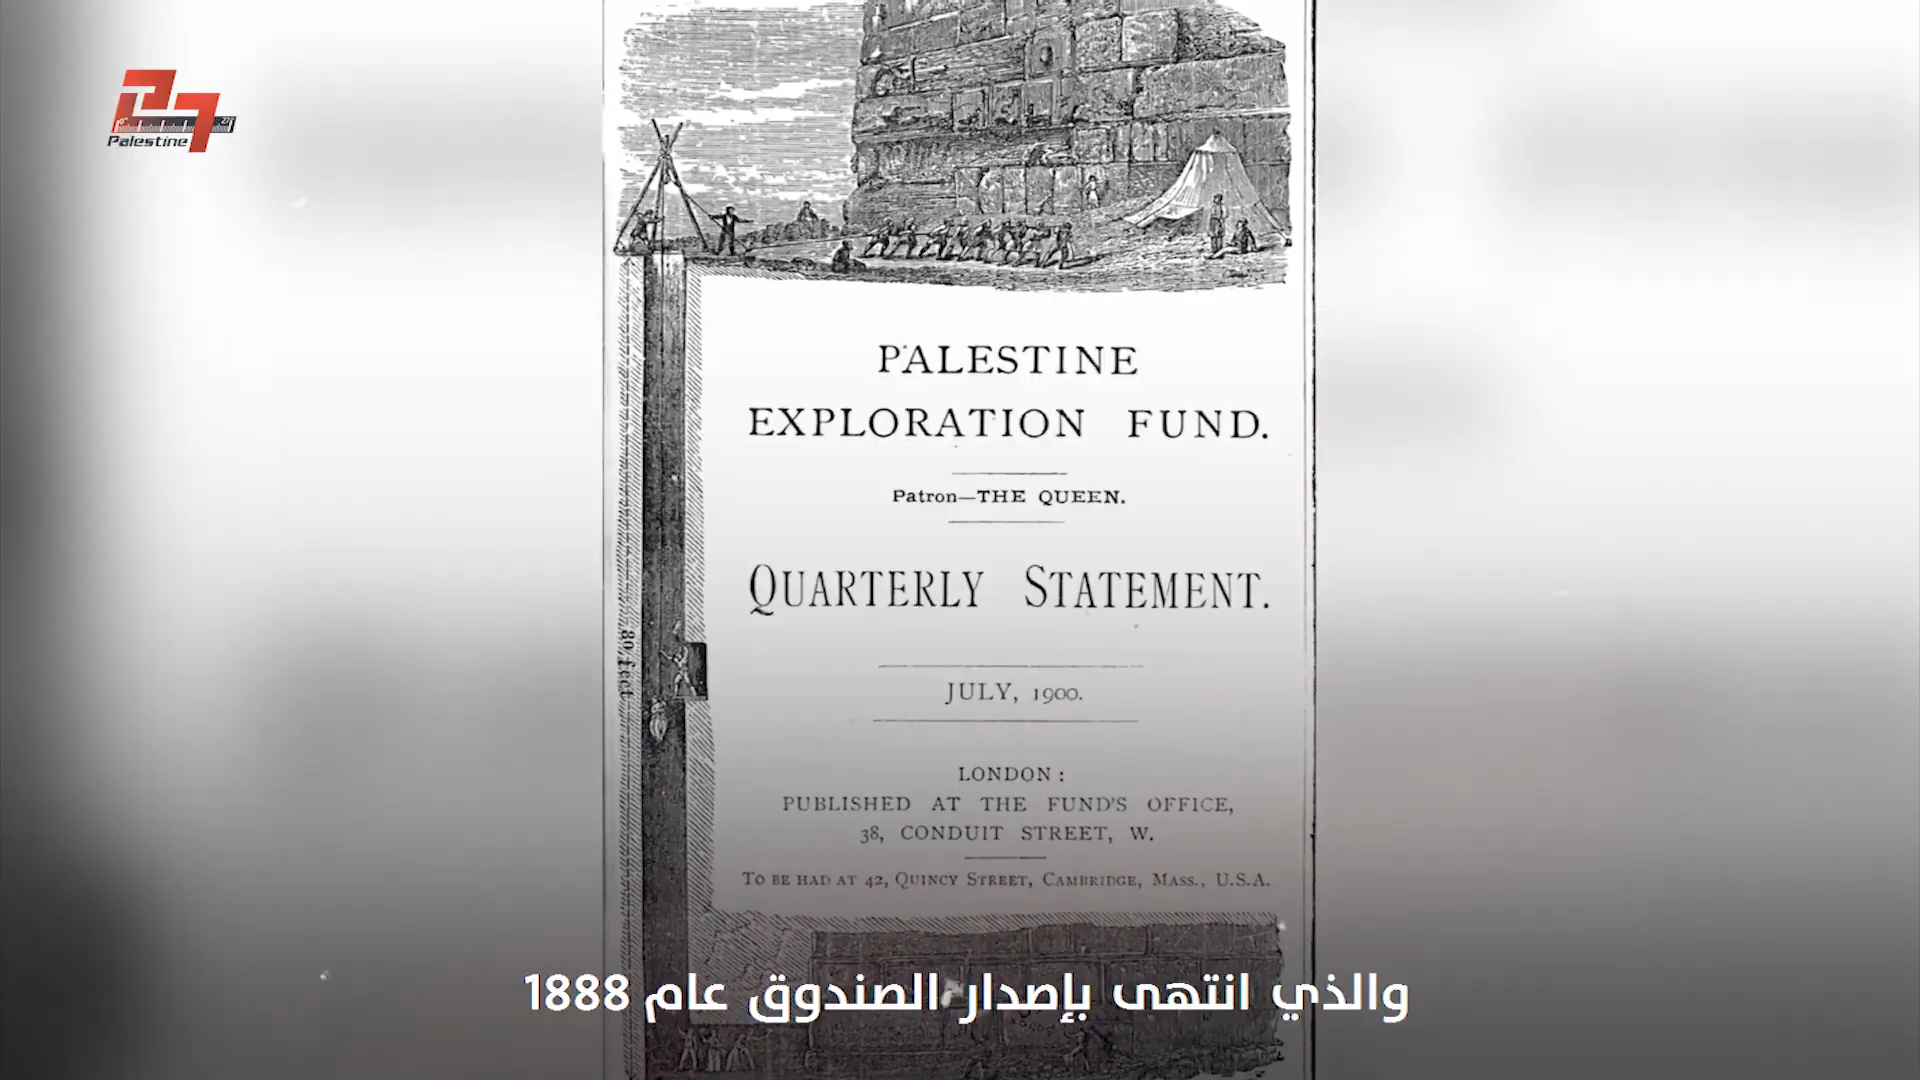 Palestine
27
PALESTINE
EXPLORATION FUND.
Patron—THE QUEEN.
QUARTERLY STATEMENT.
JULY, 1900.
LONDON:
PUBLISHED AT THE FUND'S OFFICE,
38, CONDUIT STREET, W.
TO BE HAD AT 42, QUINCY STREET, CAMBRIDGE, MASS., U.S.A.
80 feet
والذي انتهى بإصدار الصندوق عام 1888